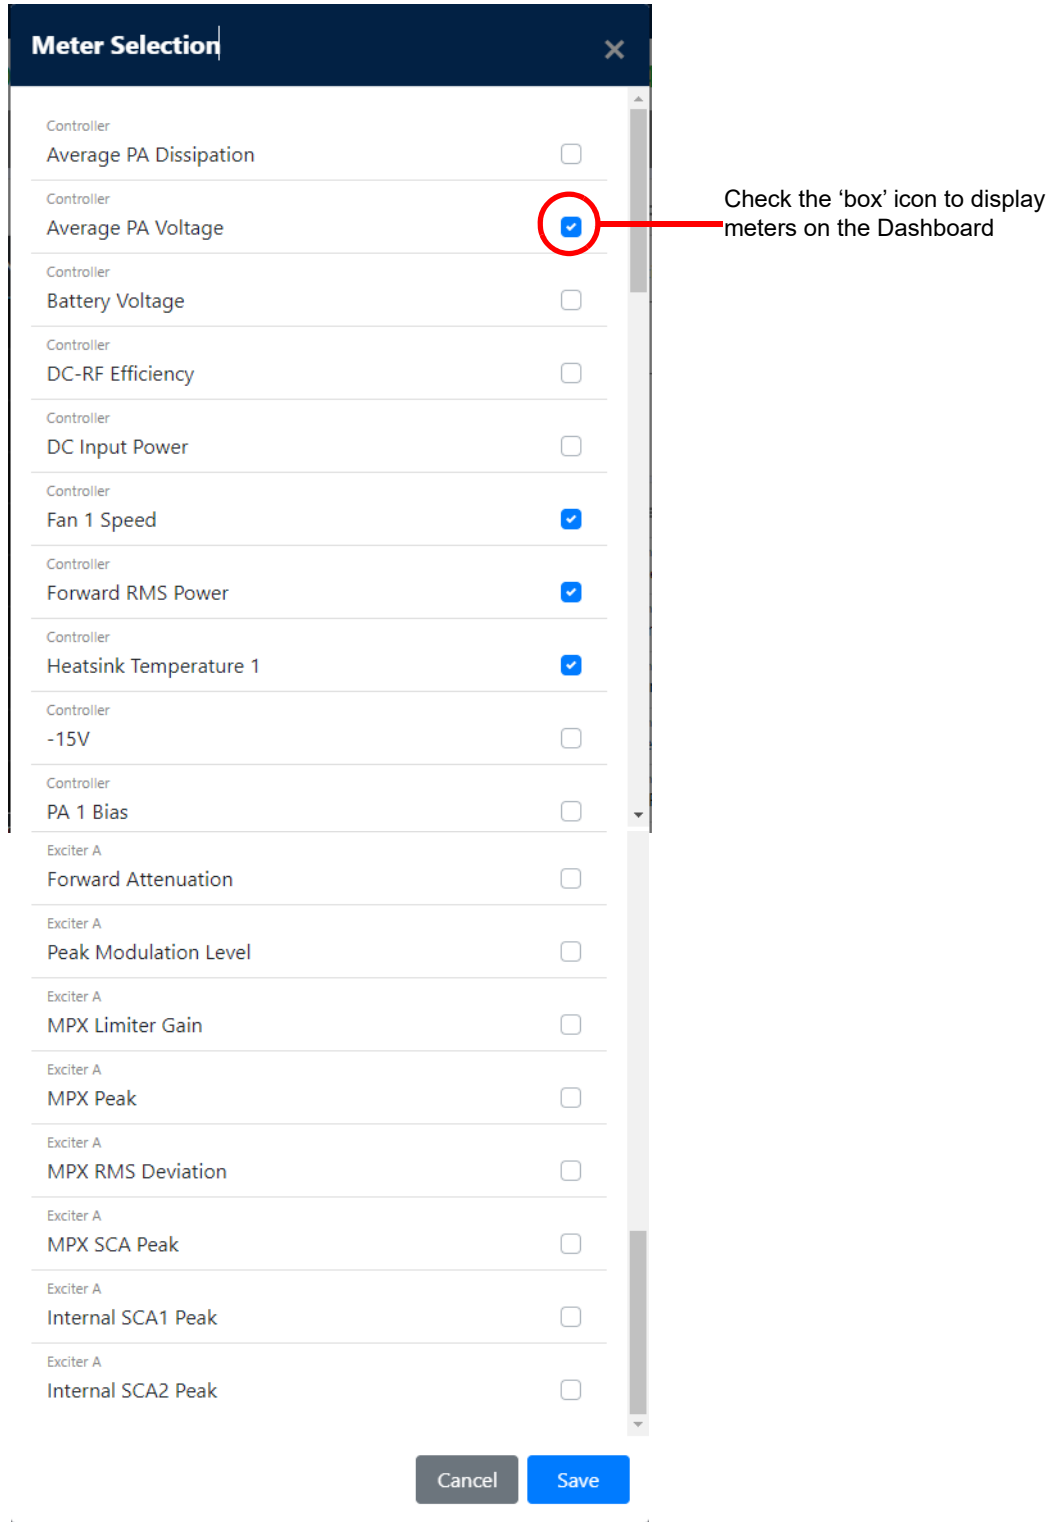 Meter Selection
Controller
Average PA Dissipation
Controller
Average PA Voltage
Check the ‘box’ icon to display
meters on the Dashboard
Controller
Battery Voltage
Controller
DC-RF Efficiency
Controller
DC Input Power
Controller
Fan 1 Speed
Controller
Forward RMS Power
Controller
Heatsink Temperature 1
Controller
-15V
Controller
PA 1 Bias
Exciter A
Forward Attenuation
Exciter A
Peak Modulation Level
Exciter A
MPX Limiter Gain
Exciter A
MPX Peak
Exciter A
MPX RMS Deviation
Exciter A
MPX SCA Peak
Exciter A
Internal SCA1 Peak
Exciter A
Internal SCA2 Peak
Cancel Save